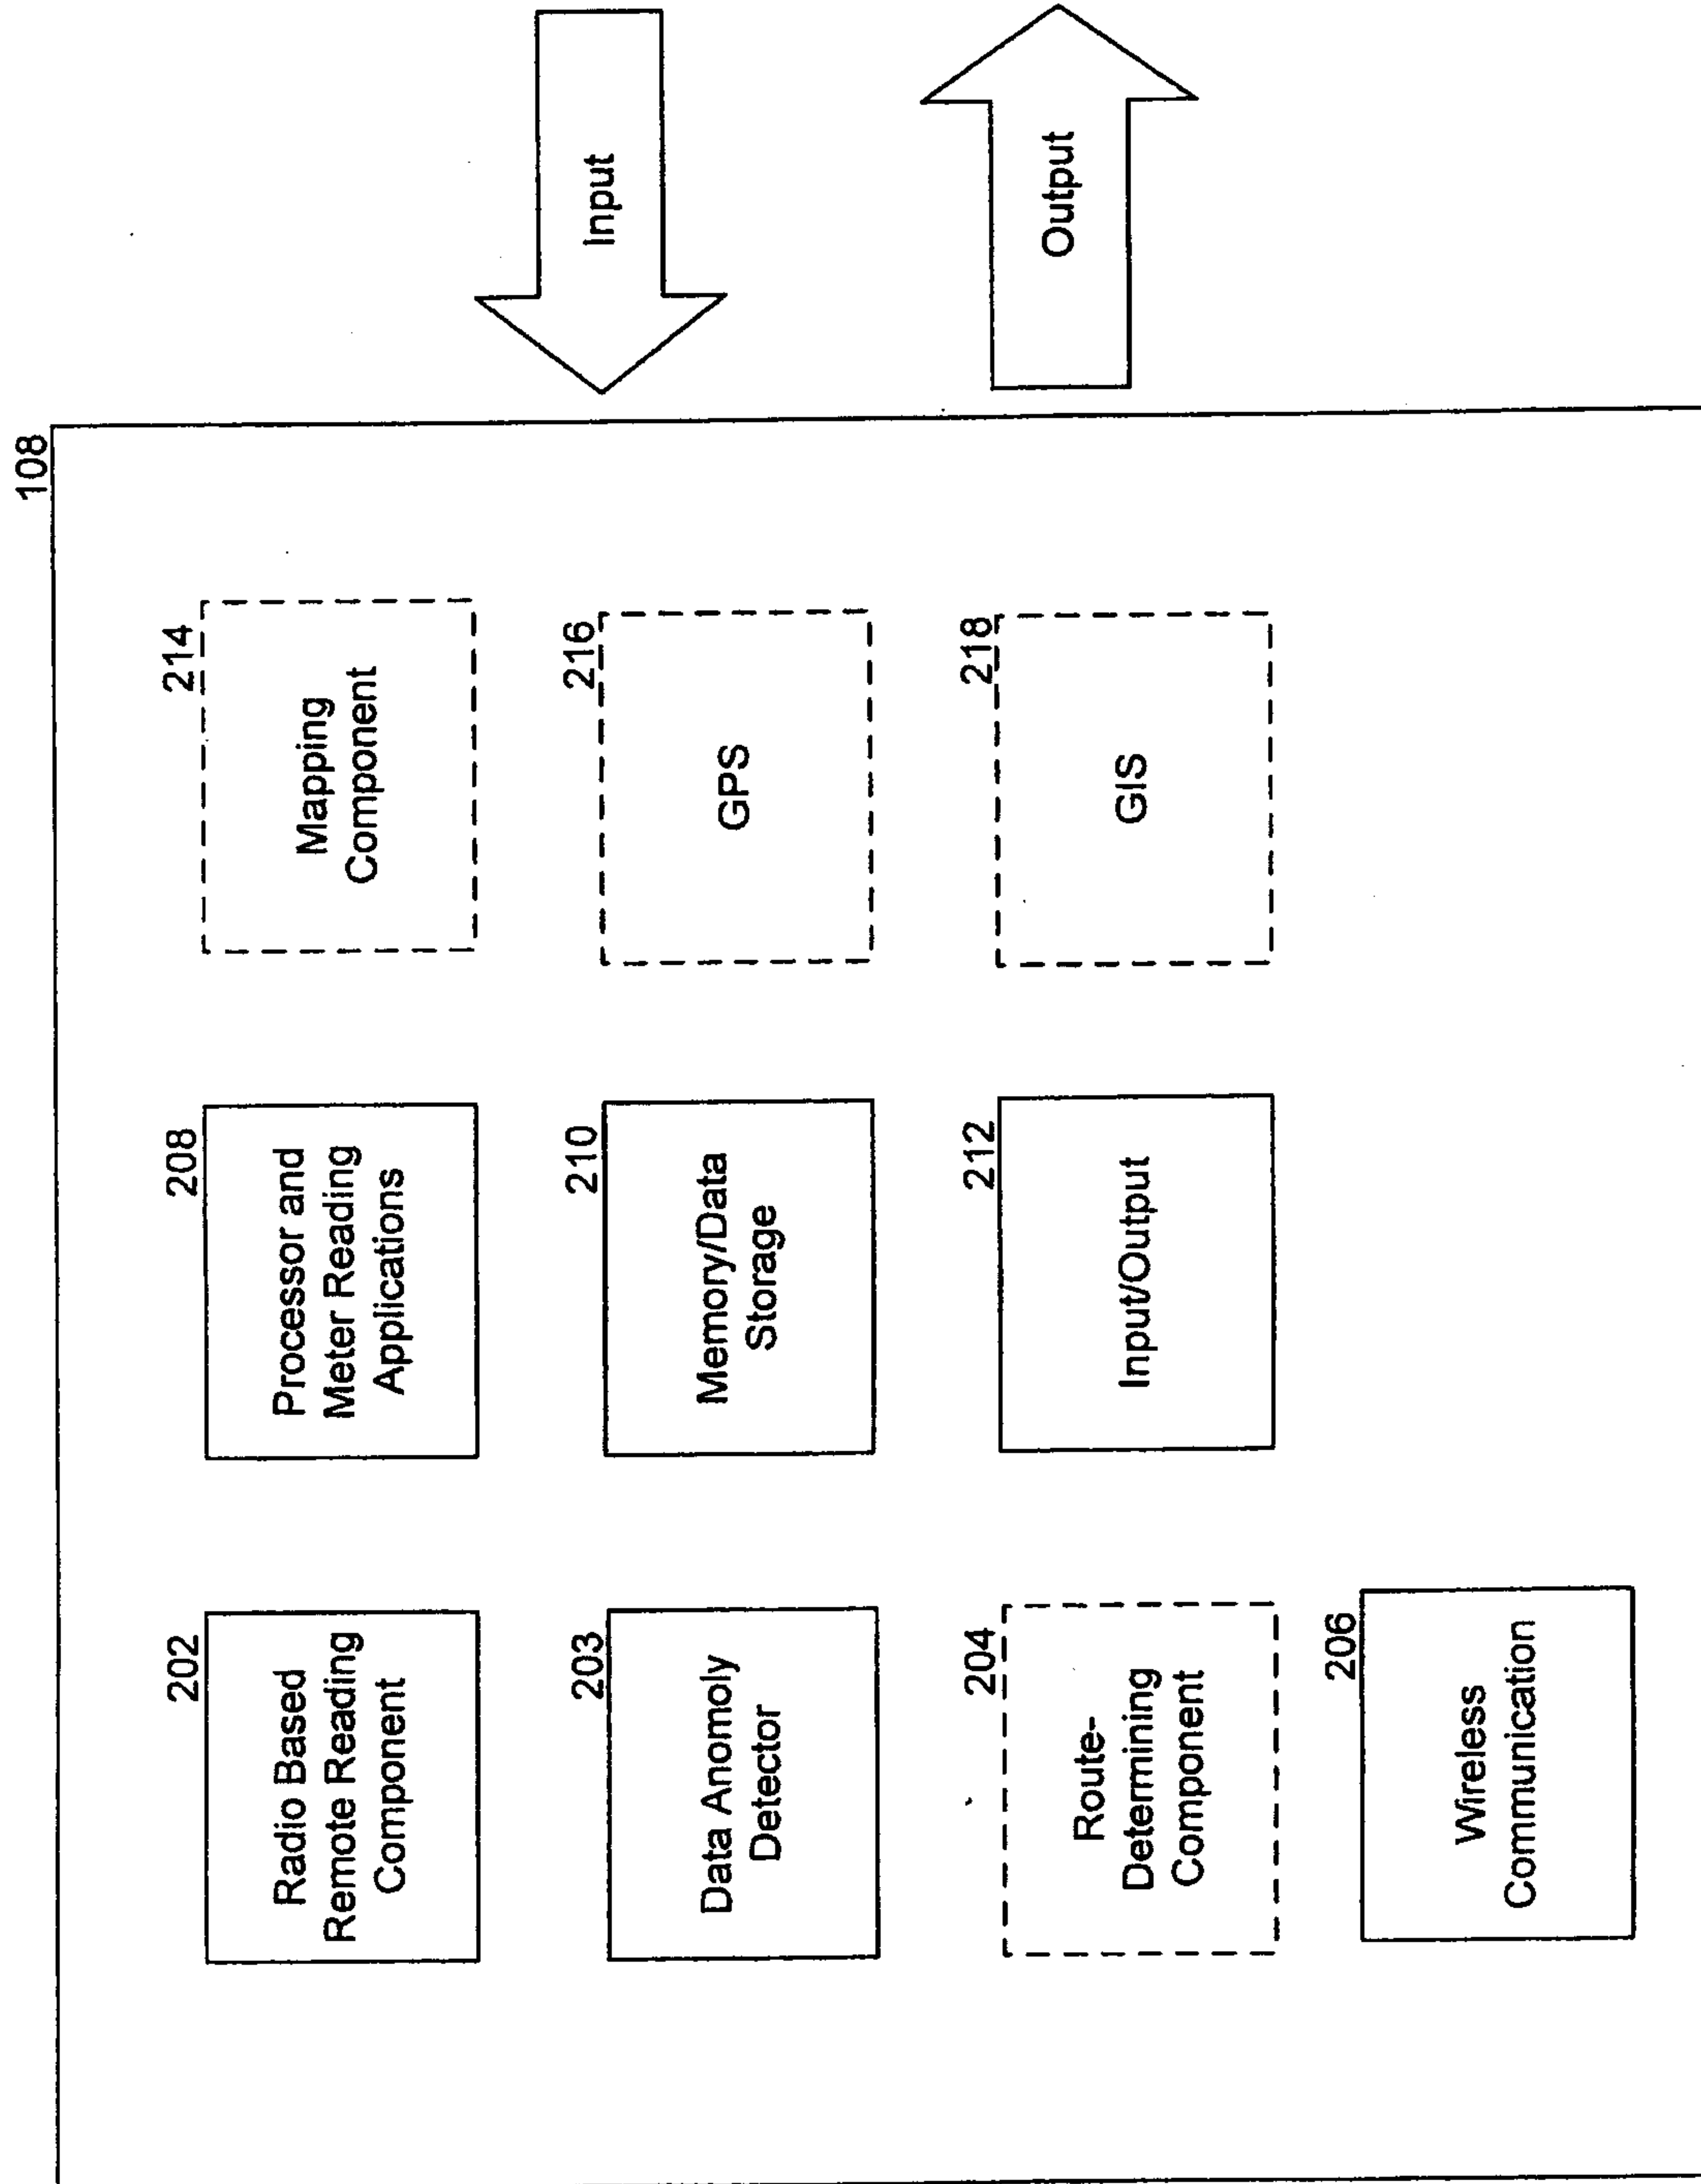 108
202
Radio Based
Remote Reading
Component
203
Data Anomoly
Detector
204
Route-
Determining
Component
206
Wireless
Communication
208
Processor and
Meter Reading
Applications
210
Memory/Data
Storage
212
Input/Output
214
Mapping
Component
216
GPS
218
GIS
Input
Output